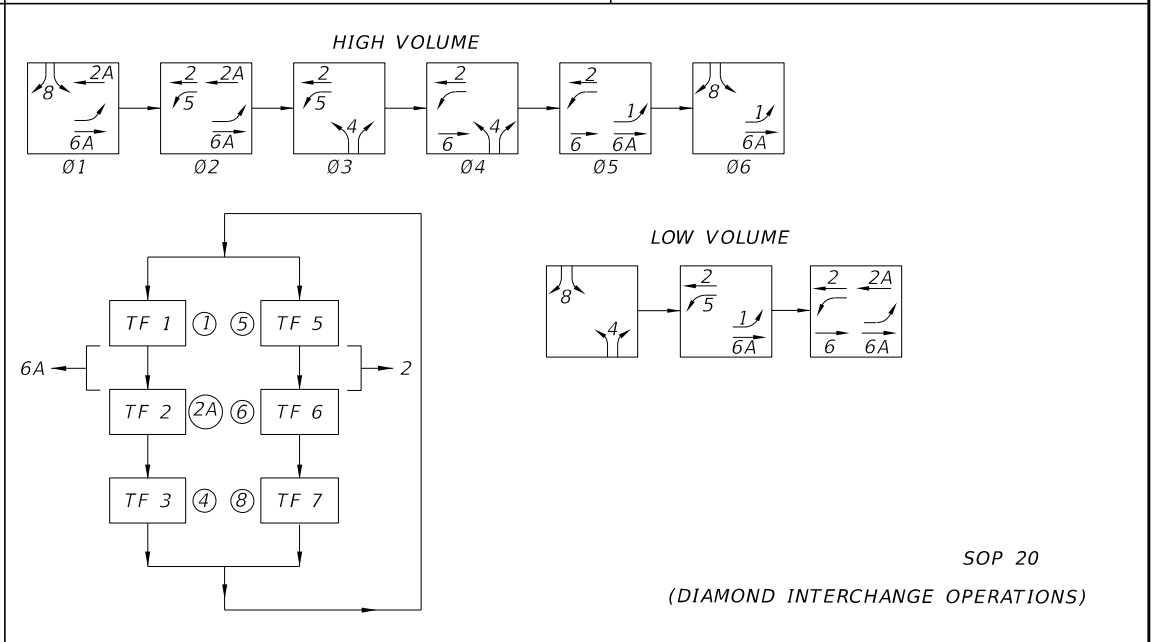 HIGH VOLUME
8 2A 6A
2 2A 5 6A
2 5 4
2 6 4
2 1 6 6A
8 1 6A
Ø1 Ø2 Ø3 Ø4 Ø5 Ø6
LOW VOLUME
8 4
2 5 1 6A
2 2A 6 6A
TF 1 1 5 TF 5
6A 2
TF 2 2A 6 TF 6
TF 3 4 8 TF 7
SOP 20
(DIAMOND INTERCHANGE OPERATIONS)